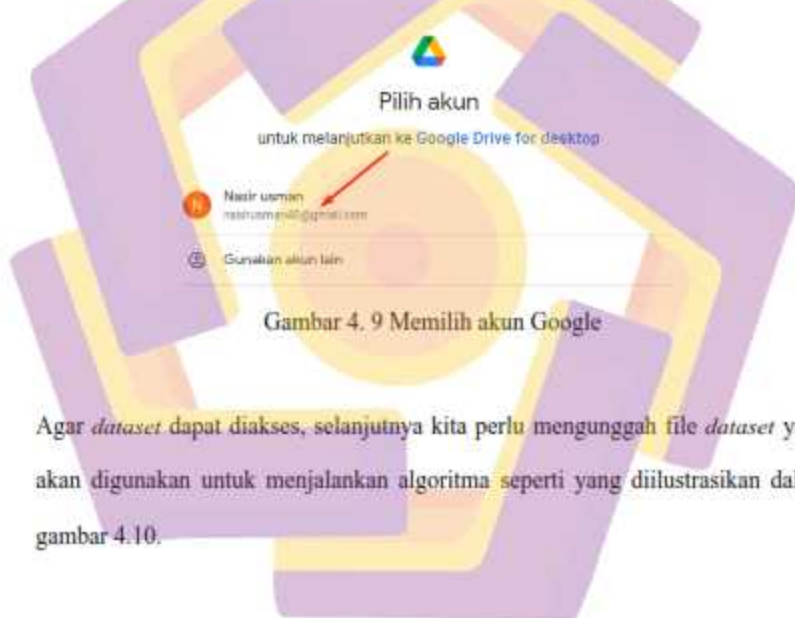 Pilih akun
untuk melanjutkan ke Google Drive for desktop
N
Nasir usman
Gunakan akun lain
Gambar 4. 9 Memilih akun Google
Agar dataset dapat diakses, selanjutnya kita perlu mengunggah file dataset y
akan digunakan untuk menjalankan algoritma seperti yang diilustrasikan dal
gambar 4.10.